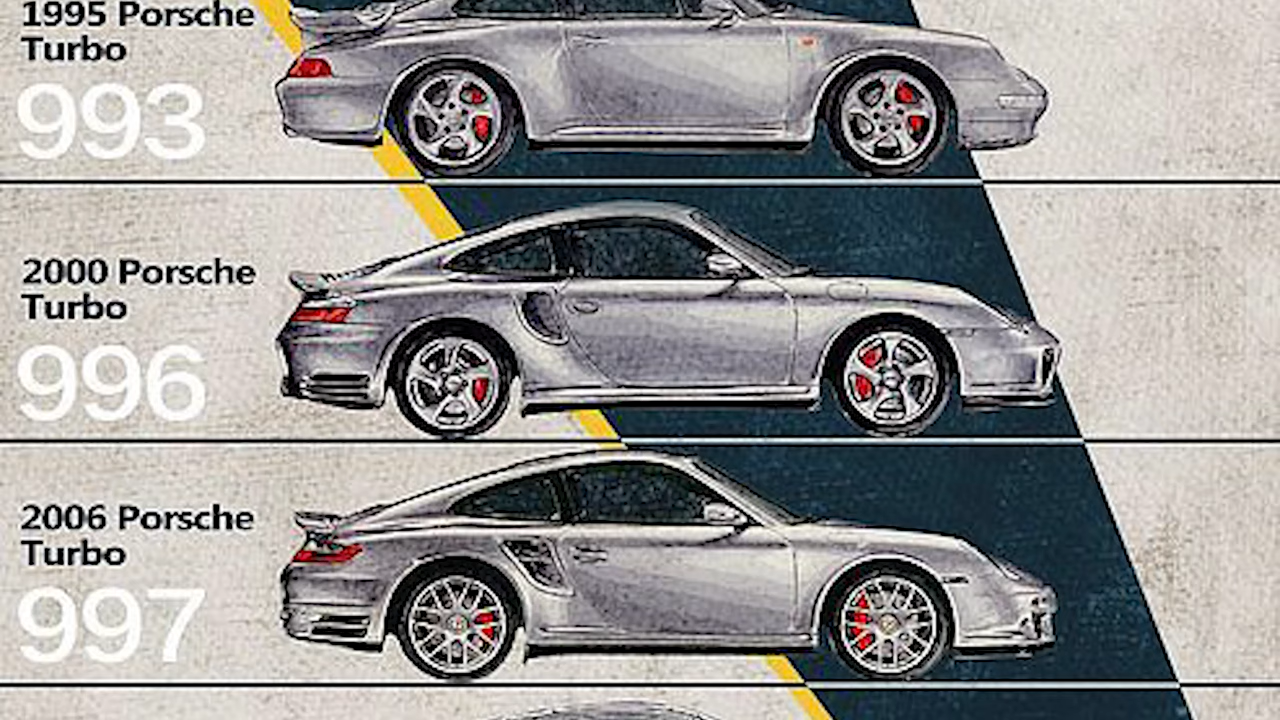 1995 Porsche
Turbo
993
2000 Porsche
Turbo
996
2006 Porsche
Turbo
997